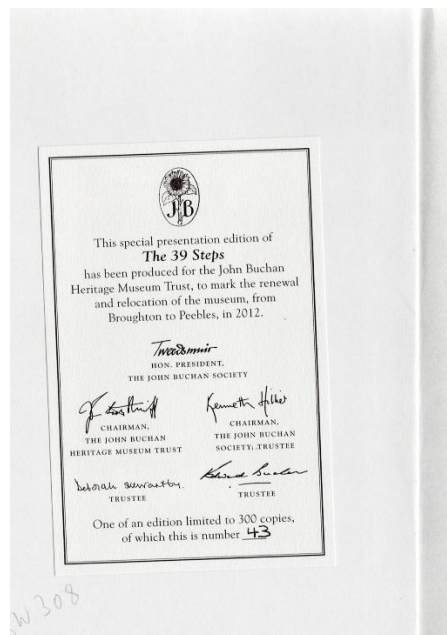 JB
This special presentation edition of
The 39 Steps
has been produced for the John Buchan
Heritage Museum Trust, to mark the renewal
and relocation of the museum, from
Broughton to Peebles, in 2012.
Tweedsmuir
HON. PRESIDENT,
THE JOHN BUCHAN SOCIETY
CHAIRMAN,
THE JOHN BUCHAN
HERITAGE MUSEUM TRUST
Kenneth Hillier
CHAIRMAN,
THE JOHN BUCHAN
SOCIETY; TRUSTEE
Deborah
TRUSTEE
TRUSTEE
One of an edition limited to 300 copies,
of which this is number 43
W 308